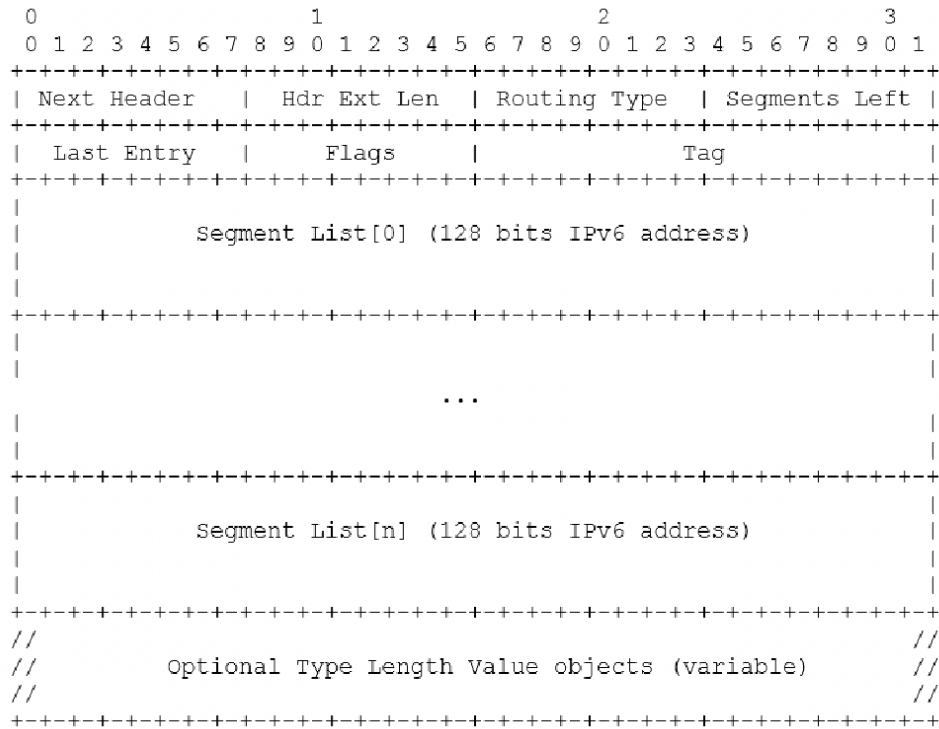 0                   1                   2                   3
 0 1 2 3 4 5 6 7 8 9 0 1 2 3 4 5 6 7 8 9 0 1 2 3 4 5 6 7 8 9 0 1
+-+-+-+-+-+-+-+-+-+-+-+-+-+-+-+-+-+-+-+-+-+-+-+-+-+-+-+-+-+-+-+-+
| Next Header   |  Hdr Ext Len  | Routing Type  | Segments Left |
+-+-+-+-+-+-+-+-+-+-+-+-+-+-+-+-+-+-+-+-+-+-+-+-+-+-+-+-+-+-+-+-+
|  Last Entry   |     Flags     |              Tag              |
+-+-+-+-+-+-+-+-+-+-+-+-+-+-+-+-+-+-+-+-+-+-+-+-+-+-+-+-+-+-+-+-+
|                                                               |
|            Segment List[0] (128 bits IPv6 address)            |
|                                                               |
|                                                               |
+-+-+-+-+-+-+-+-+-+-+-+-+-+-+-+-+-+-+-+-+-+-+-+-+-+-+-+-+-+-+-+-+
|                                                               |
|                                                               |
                              ...
|                                                               |
|                                                               |
+-+-+-+-+-+-+-+-+-+-+-+-+-+-+-+-+-+-+-+-+-+-+-+-+-+-+-+-+-+-+-+-+
|                                                               |
|            Segment List[n] (128 bits IPv6 address)            |
|                                                               |
|                                                               |
+-+-+-+-+-+-+-+-+-+-+-+-+-+-+-+-+-+-+-+-+-+-+-+-+-+-+-+-+-+-+-+-+
//                                                             //
//         Optional Type Length Value objects (variable)       //
//                                                             //
+-+-+-+-+-+-+-+-+-+-+-+-+-+-+-+-+-+-+-+-+-+-+-+-+-+-+-+-+-+-+-+-+